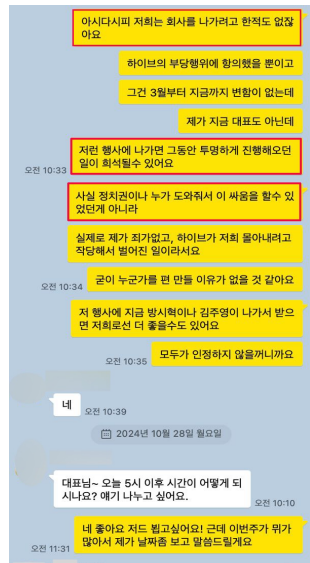 아시다시피 저희는 회사를 나가려고 한적도 없잖
아요
하이브의 부당행위에 항의했을 뿐이고
그건 3월부터 지금까지 변함이 없는데
제가 지금 대표도 아닌데
저런 행사에 나가면 그동안 투명하게 진행해오던
일이 희석될수 있어요
오전 10:33
사실 정치권이나 누가 도와줘서 이 싸움을 할수 있
었던게 아니라
실제로 제가 죄가없고, 하이브가 저희 몰아내려고
작당해서 벌어진 일이라서요
굳이 누군가를 편 만들 이유가 없을 것 같아요
오전 10:34
저 행사에 지금 방시혁이나 김주영이 나가서 받으
면 저희로선 더 좋을수도 있어요
모두가 인정하지 않을꺼니까요
오전 10:35
네
오전 10:39
2024년 10월 28일 월요일
대표님~ 오늘 5시 이후 시간이 어떻게 되
시나요? 얘기 나누고 싶어요.
오전 10:10
네 좋아요 저드 뵙고싶어요! 근데 이번주가 뭐가
많아서 제가 날짜좀 보고 말씀드릴게요
오전 11:31